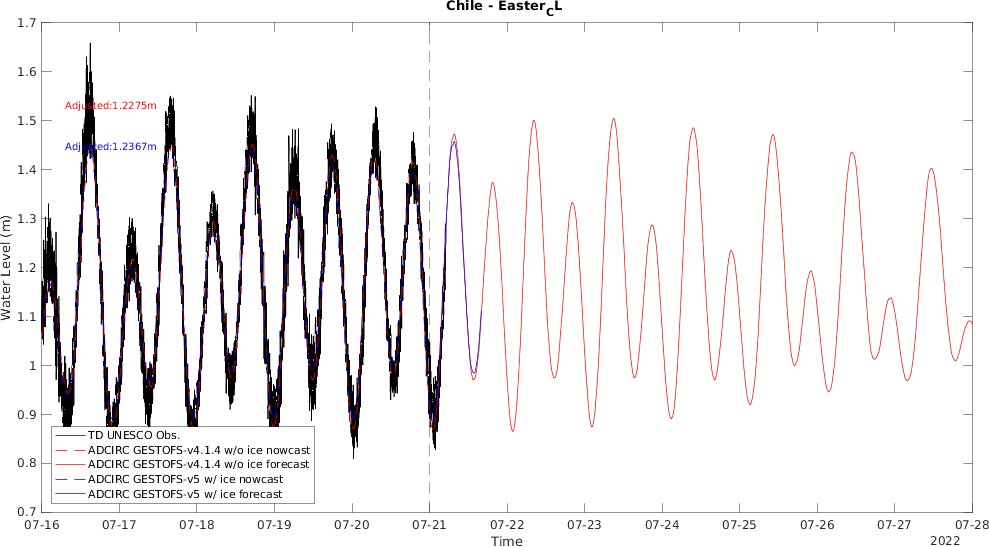 Chile - Easter_CL
1.7
1.6
1.5
1.4
1.3
1.2
1.1
1
0.9
0.8
0.7
Water Level (m)
Adjusted:1.2275m
Adjusted:1.2367m
TD UNESCO Obs.
ADCIRC GESTOFS-v4.1.4 w/o ice nowcast
ADCIRC GESTOFS-v4.1.4 w/o ice forecast
ADCIRC GESTOFS-v5 w/ ice nowcast
ADCIRC GESTOFS-v5 w/ ice forecast
07-16 07-17 07-18 07-19 07-20 07-21 07-22 07-23 07-24 07-25 07-26 07-27 07-28
Time
2022